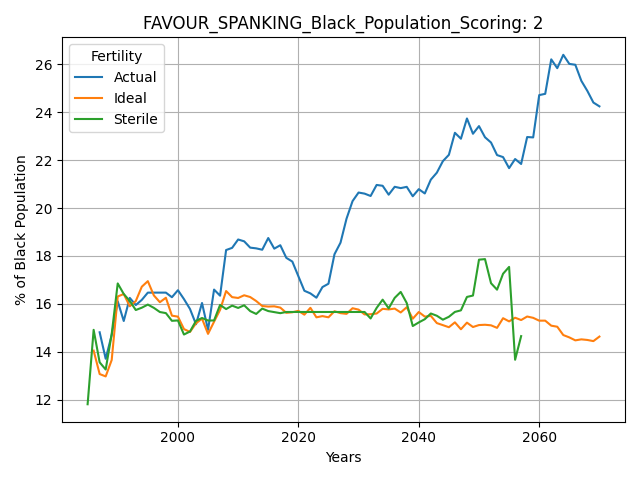 FAVOUR_SPANKING_Black_Population_Scoring: 2
Fertility
Actual
Ideal
Sterile
% of Black Population
26
24
22
20
18
16
14
12
2000 2020 2040 2060
Years